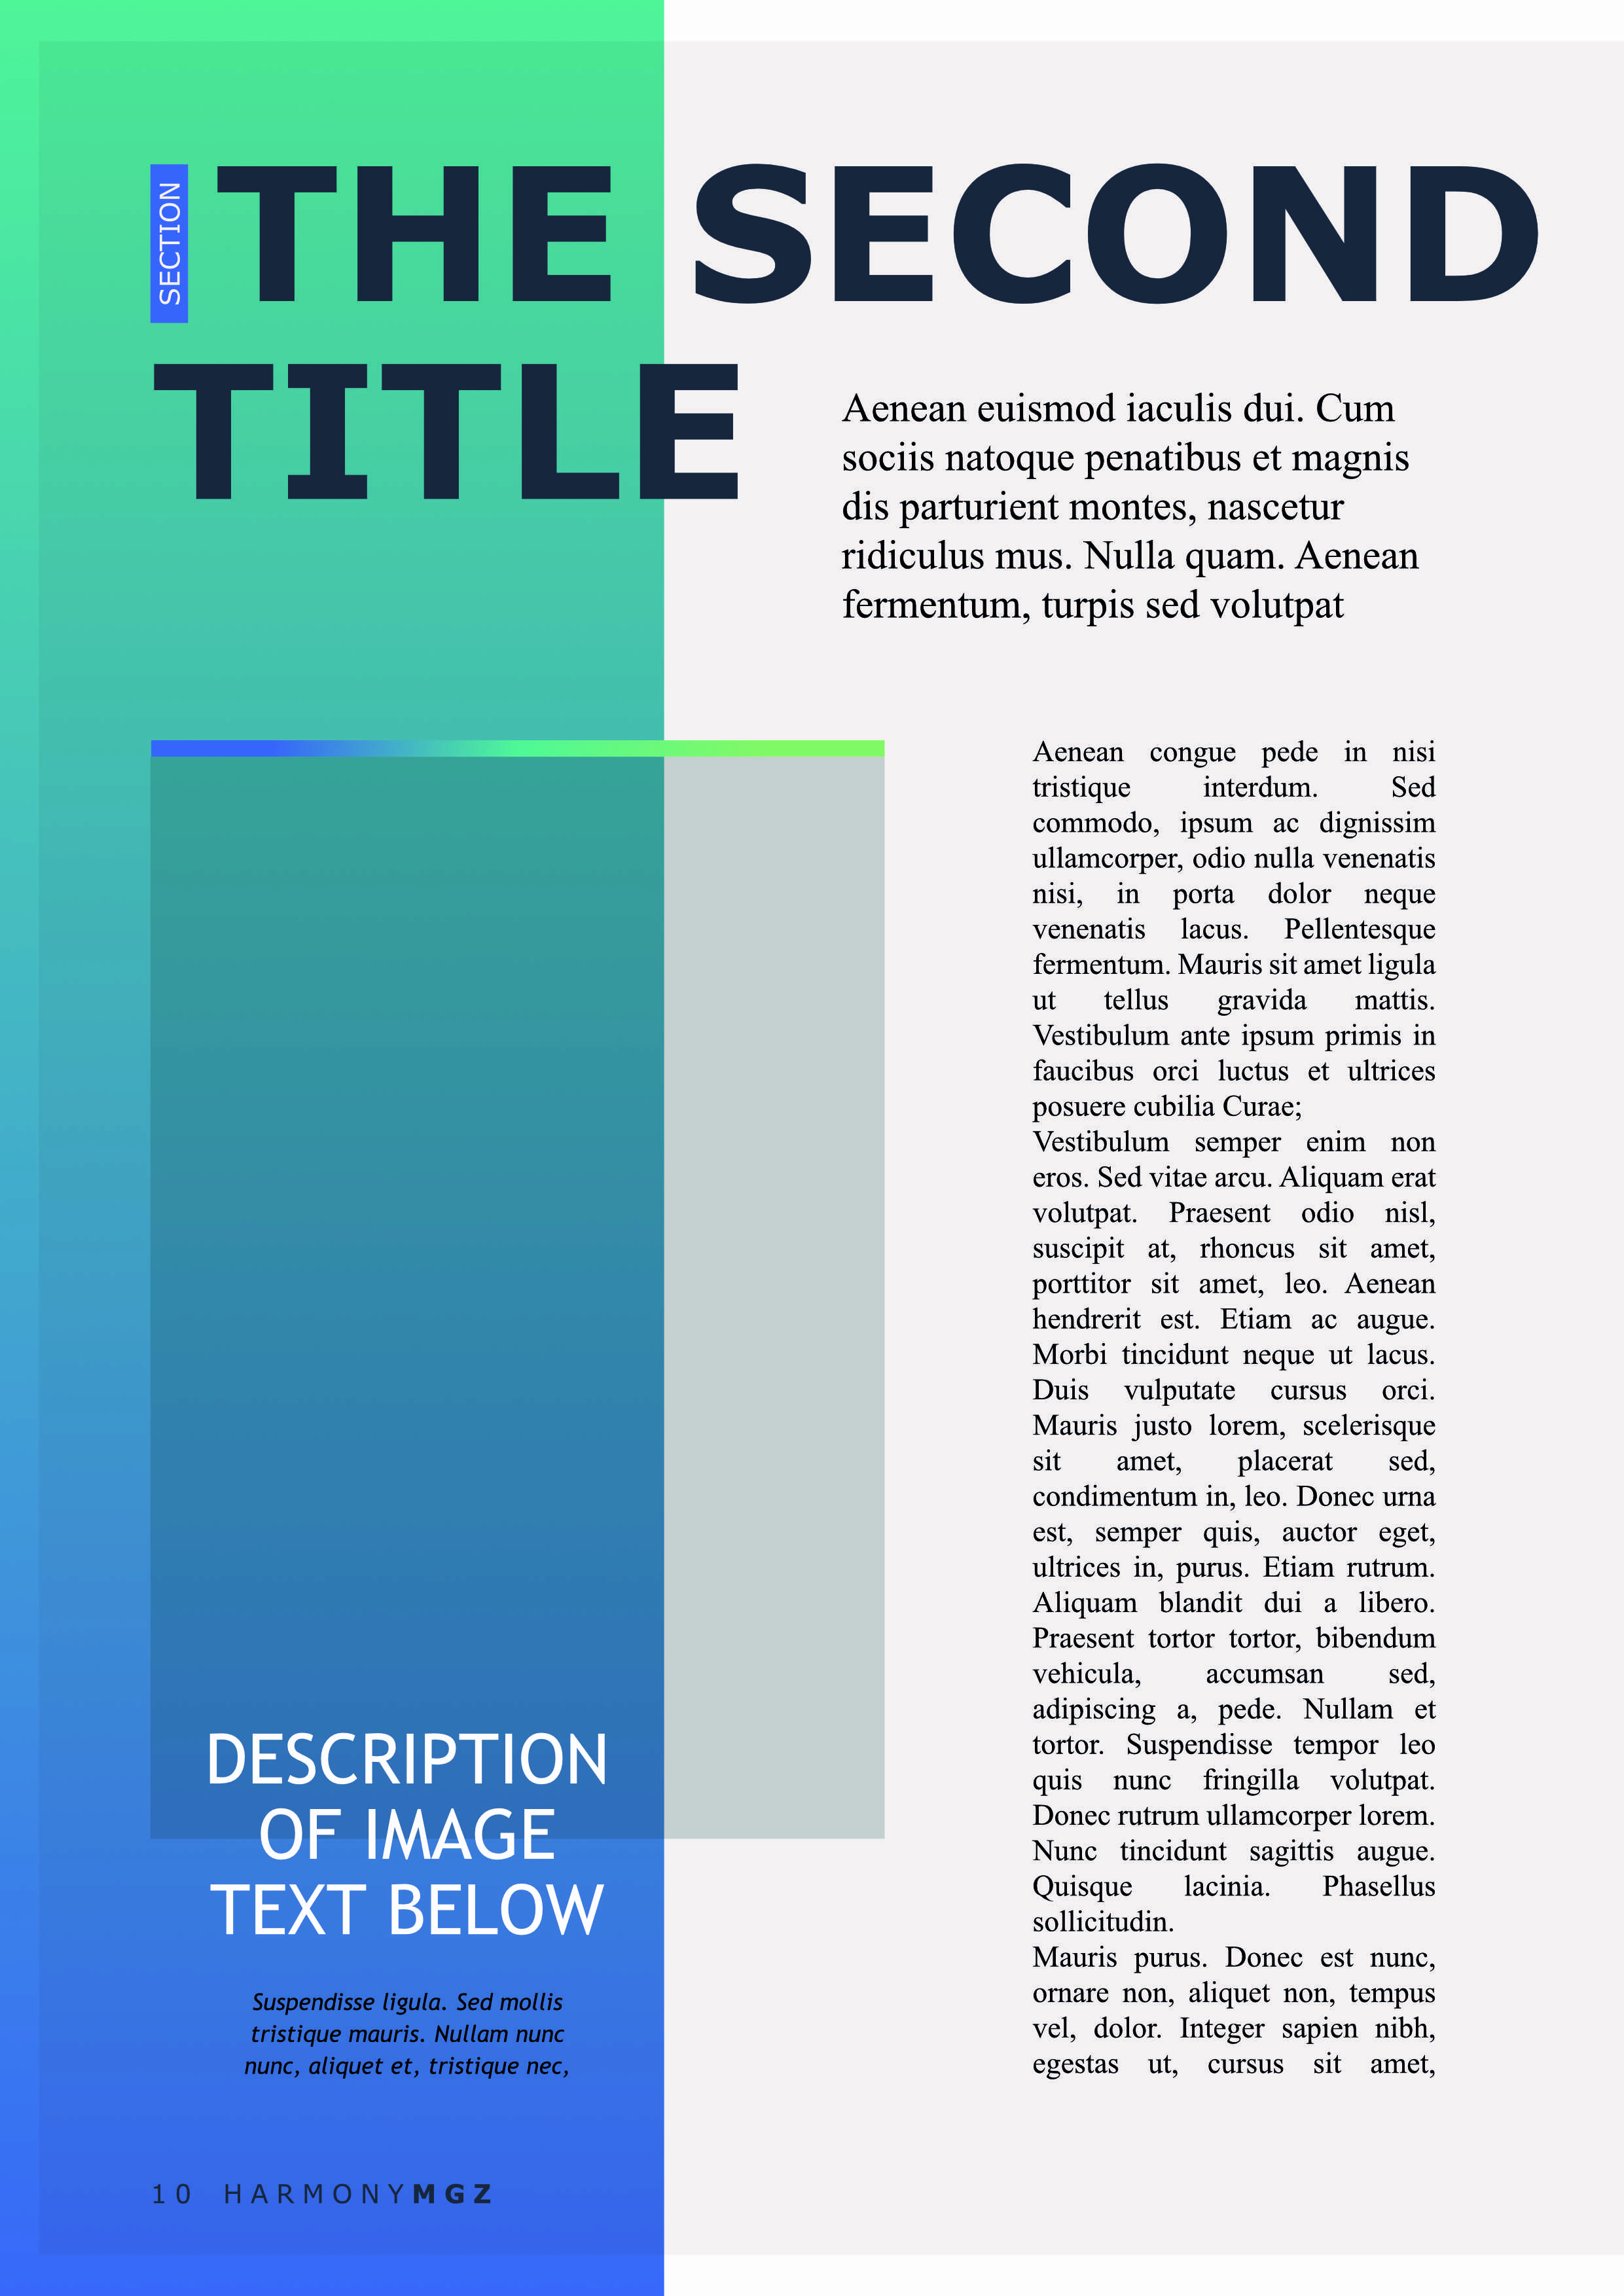 SECTION
THE SECOND
TITLE
Aenean euismod iaculis dui. Cum
sociis natoque penatibus et magnis
dis parturient montes, nascetur
ridiculus mus. Nulla quam. Aenean
fermentum, turpis sed volutpat
Aenean congue pede in nisi
tristique interdum. Sed
commodo, ipsum ac dignissim
ullamcorper, odio nulla venenatis
nisi, in porta dolor neque
venenatis lacus. Pellentesque
fermentum. Mauris sit amet ligula
ut tellus gravida mattis.
Vestibulum ante ipsum primis in
faucibus orci luctus et ultrices
posuere cubilia Curae;
Vestibulum semper enim non
eros. Sed vitae arcu. Aliquam erat
volutpat. Praesent odio nisl,
suscipit at, rhoncus sit amet,
porttitor sit amet, leo. Aenean
hendrerit est. Etiam ac augue.
Morbi tincidunt neque ut lacus.
Duis vulputate cursus orci.
Mauris justo lorem, scelerisque
sit amet, placerat sed,
condimentum in, leo. Donec urna
est, semper quis, auctor eget,
ultrices in, purus. Etiam rutrum.
Aliquam blandit dui a libero.
Praesent tortor tortor, bibendum
vehicula, accumsan sed,
adipiscing a, pede. Nullam et
tortor. Suspendisse tempor leo
quis nunc fringilla volutpat.
Donec rutrum ullamcorper lorem.
Nunc tincidunt sagittis augue.
Quisque lacinia. Phasellus
sollicitudin.
Mauris purus. Donec est nunc,
ornare non, aliquet non, tempus
vel, dolor. Integer sapien nibh,
egestas ut, cursus sit amet,
DESCRIPTION
OF IMAGE
TEXT BELOW
Suspendisse ligula. Sed mollis
tristique mauris. Nullam nunc
nunc, aliquet et, tristique nec,
10 HARMONYMGZ